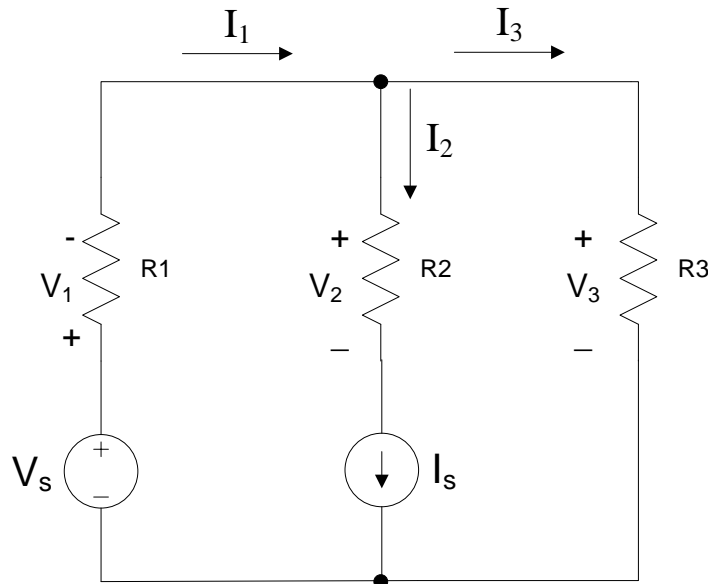 I1
I3
I2
-
V1
+
R1
+
V2
–
R2
+
V3
–
R3
Vs
+
–
Is